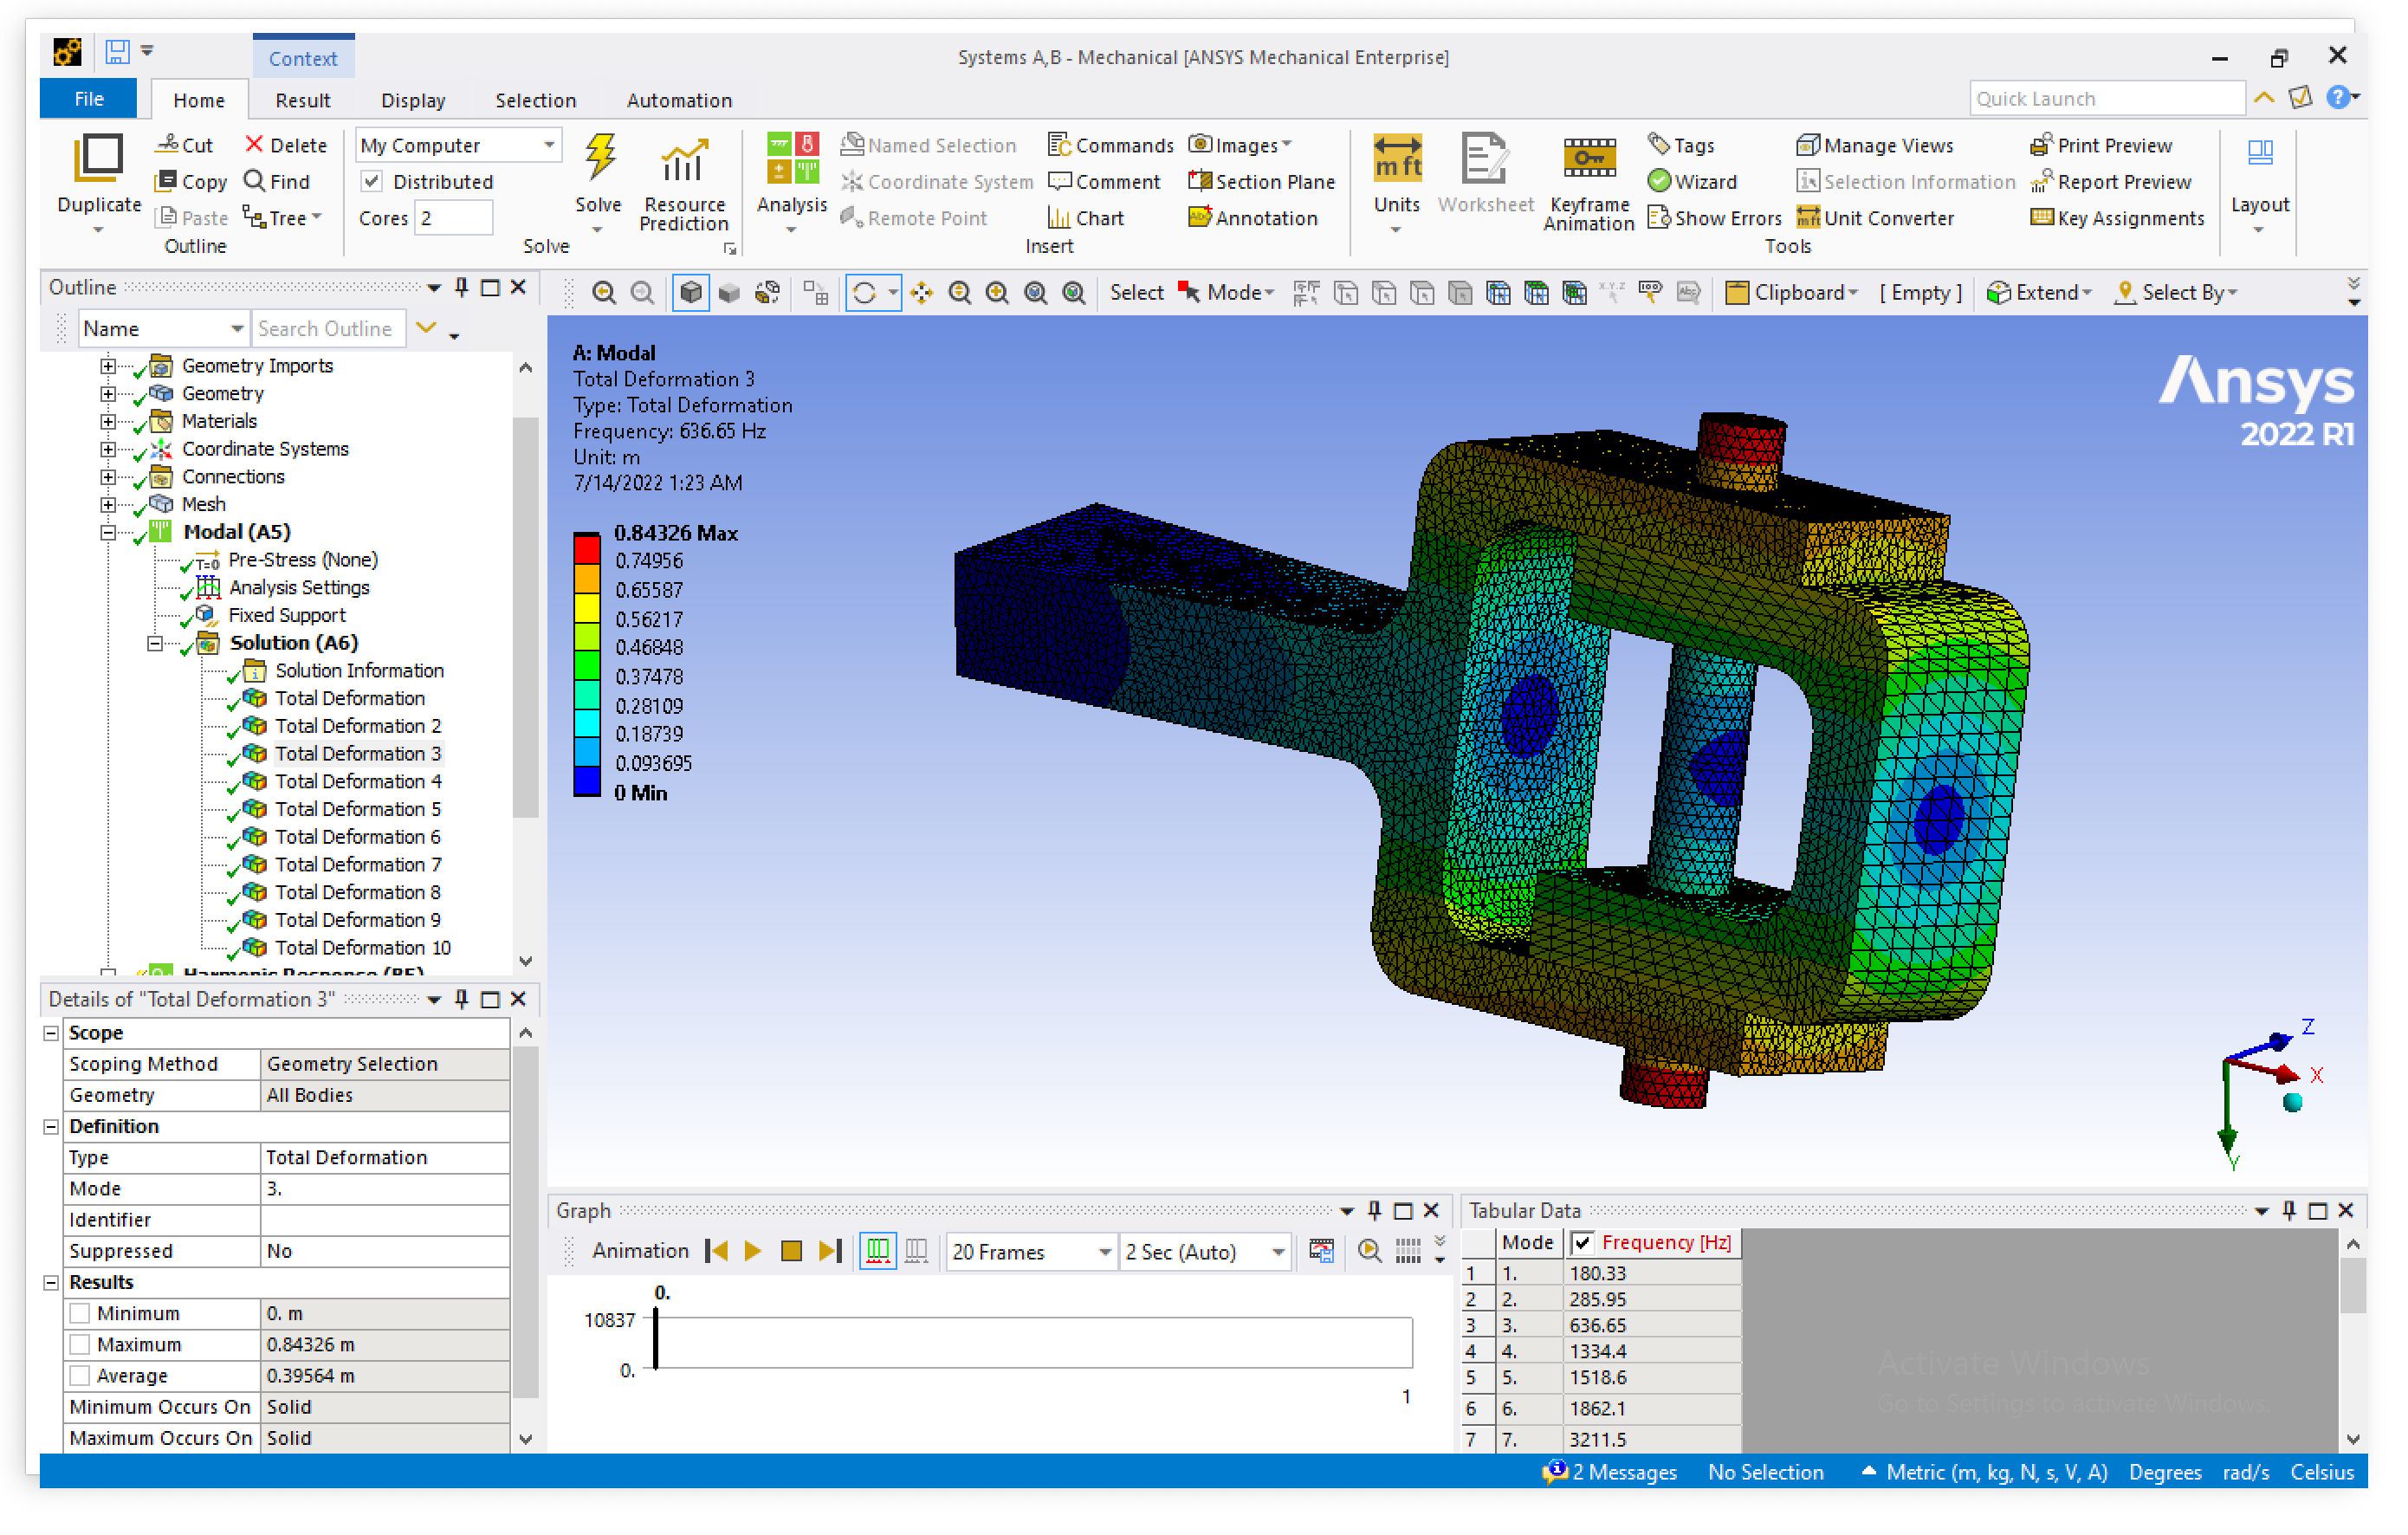 Context
Systems A,B - Mechanical [ANSYS Mechanical Enterprise]
File Home Result Display Selection Automation
Quick Launch
Duplicate
Cut
Delete
Copy
Find
Paste
Tree
Outline
My Computer
Distributed
Cores 2
Solve
Resource Prediction
Solve
Analysis
Named Selection
Coordinate System
Remote Point
Commands
Comment
Chart
Images
Section Plane
Annotation
Insert
mft
Units
Worksheet
Keyframe Animation
Tags
Wizard
Show Errors
Manage Views
Selection Information
Unit Converter
Print Preview
Report Preview
Key Assignments
Tools
Layout
Outline
Name Search Outline
Geometry Imports
Geometry
Materials
Coordinate Systems
Connections
Mesh
Modal (A5)
T=0 Pre-Stress (None)
Analysis Settings
Fixed Support
Solution (A6)
Solution Information
Total Deformation
Total Deformation 2
Total Deformation 3
Total Deformation 4
Total Deformation 5
Total Deformation 6
Total Deformation 7
Total Deformation 8
Total Deformation 9
Total Deformation 10
Harmonic Response (B5)
Select Mode Clipboard [ Empty ] Extend Select By
A: Modal
Total Deformation 3
Type: Total Deformation
Frequency: 636.65 Hz
Unit: m
7/14/2022 1:23 AM
0.84326 Max
0.74956
0.65587
0.56217
0.46848
0.37478
0.28109
0.18739
0.093695
0 Min
Ansys
2022 R1
Z
X
Y
Details of "Total Deformation 3"
Scope
Scoping Method Geometry Selection
Geometry All Bodies
Definition
Type Total Deformation
Mode 3.
Identifier
Suppressed No
Results
Minimum 0. m
Maximum 0.84326 m
Average 0.39564 m
Minimum Occurs On Solid
Maximum Occurs On Solid
Graph
Animation 20 Frames 2 Sec (Auto)
0.
10837
0.
1
Tabular Data
Mode Frequency [Hz]
1 1. 180.33
2 2. 285.95
3 3. 636.65
4 4. 1334.4
5 5. 1518.6
6 6. 1862.1
7 7. 3211.5
Activate Windows
Go to Settings to activate Windows.
2 Messages No Selection Metric (m, kg, N, s, V, A) Degrees rad/s Celsius